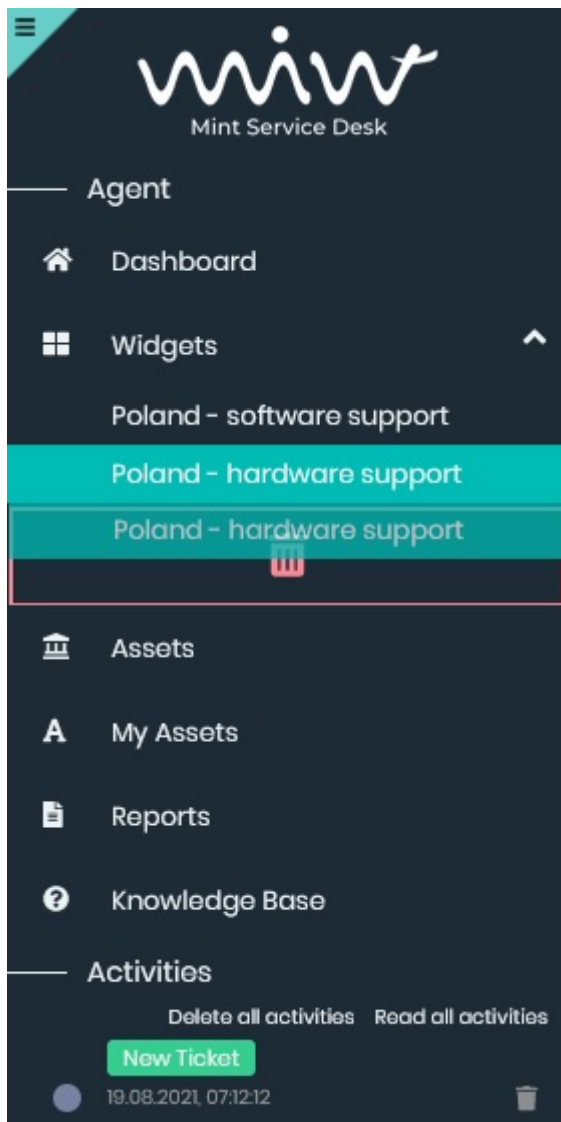 mint
Mint Service Desk
Agent
Dashboard
Widgets
Poland - software support
Poland - hardware support
Poland - hardware support
Assets
A My Assets
Reports
Knowledge Base
Activities
Delete all activities Read all activities
New Ticket
19.08.2021, 07:12:12